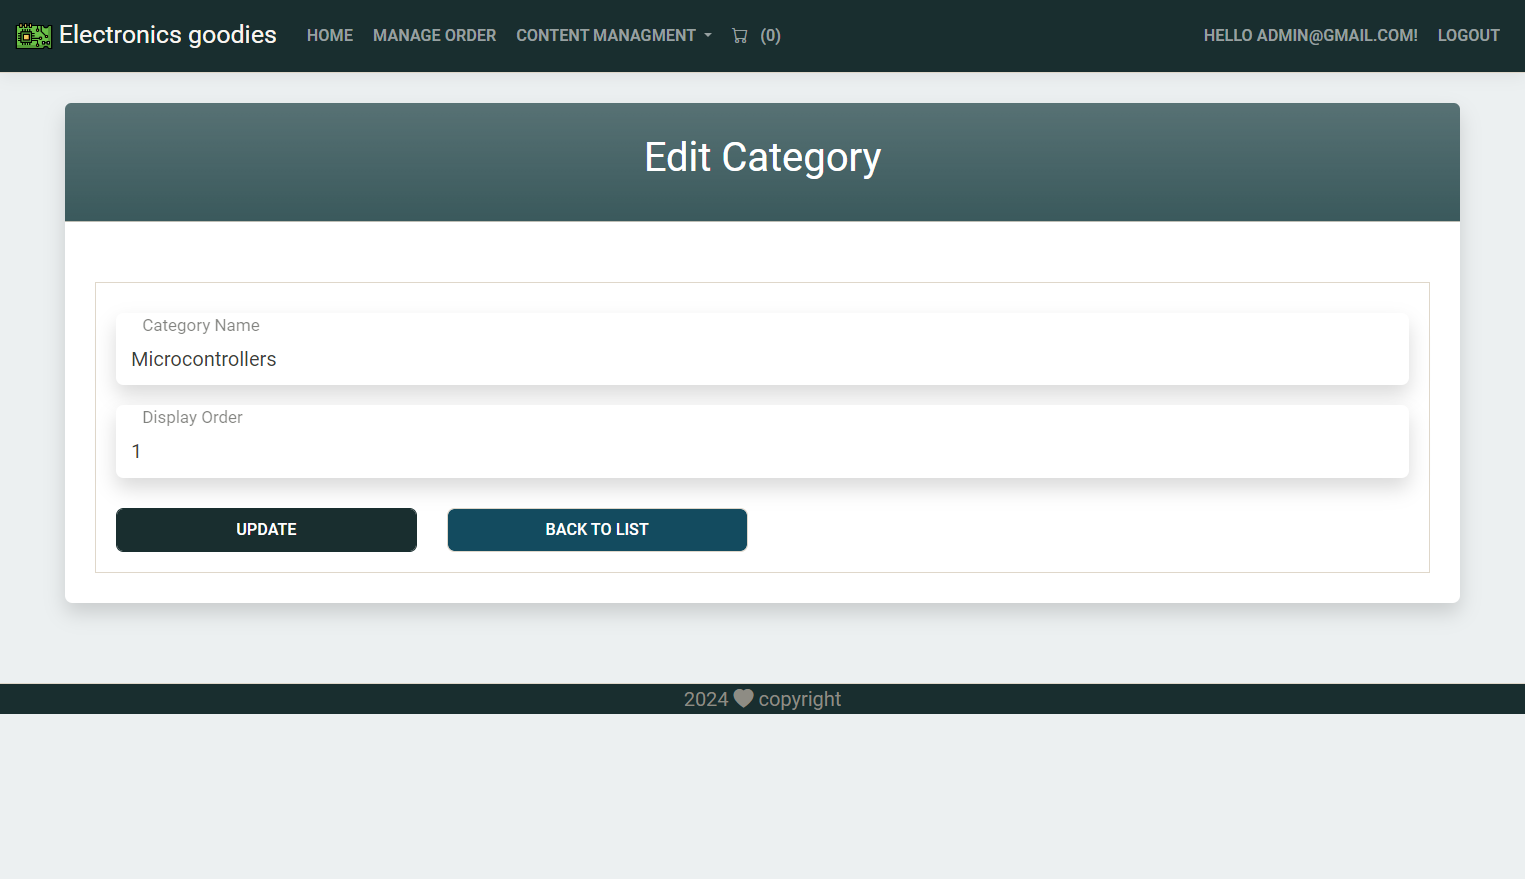 Electronics goodies HOME MANAGE ORDER CONTENT MANAGMENT (0) HELLO ADMIN@GMAIL.COM! LOGOUT
Edit Category
Category Name
Microcontrollers
Display Order
1
UPDATE BACK TO LIST
2024 copyright